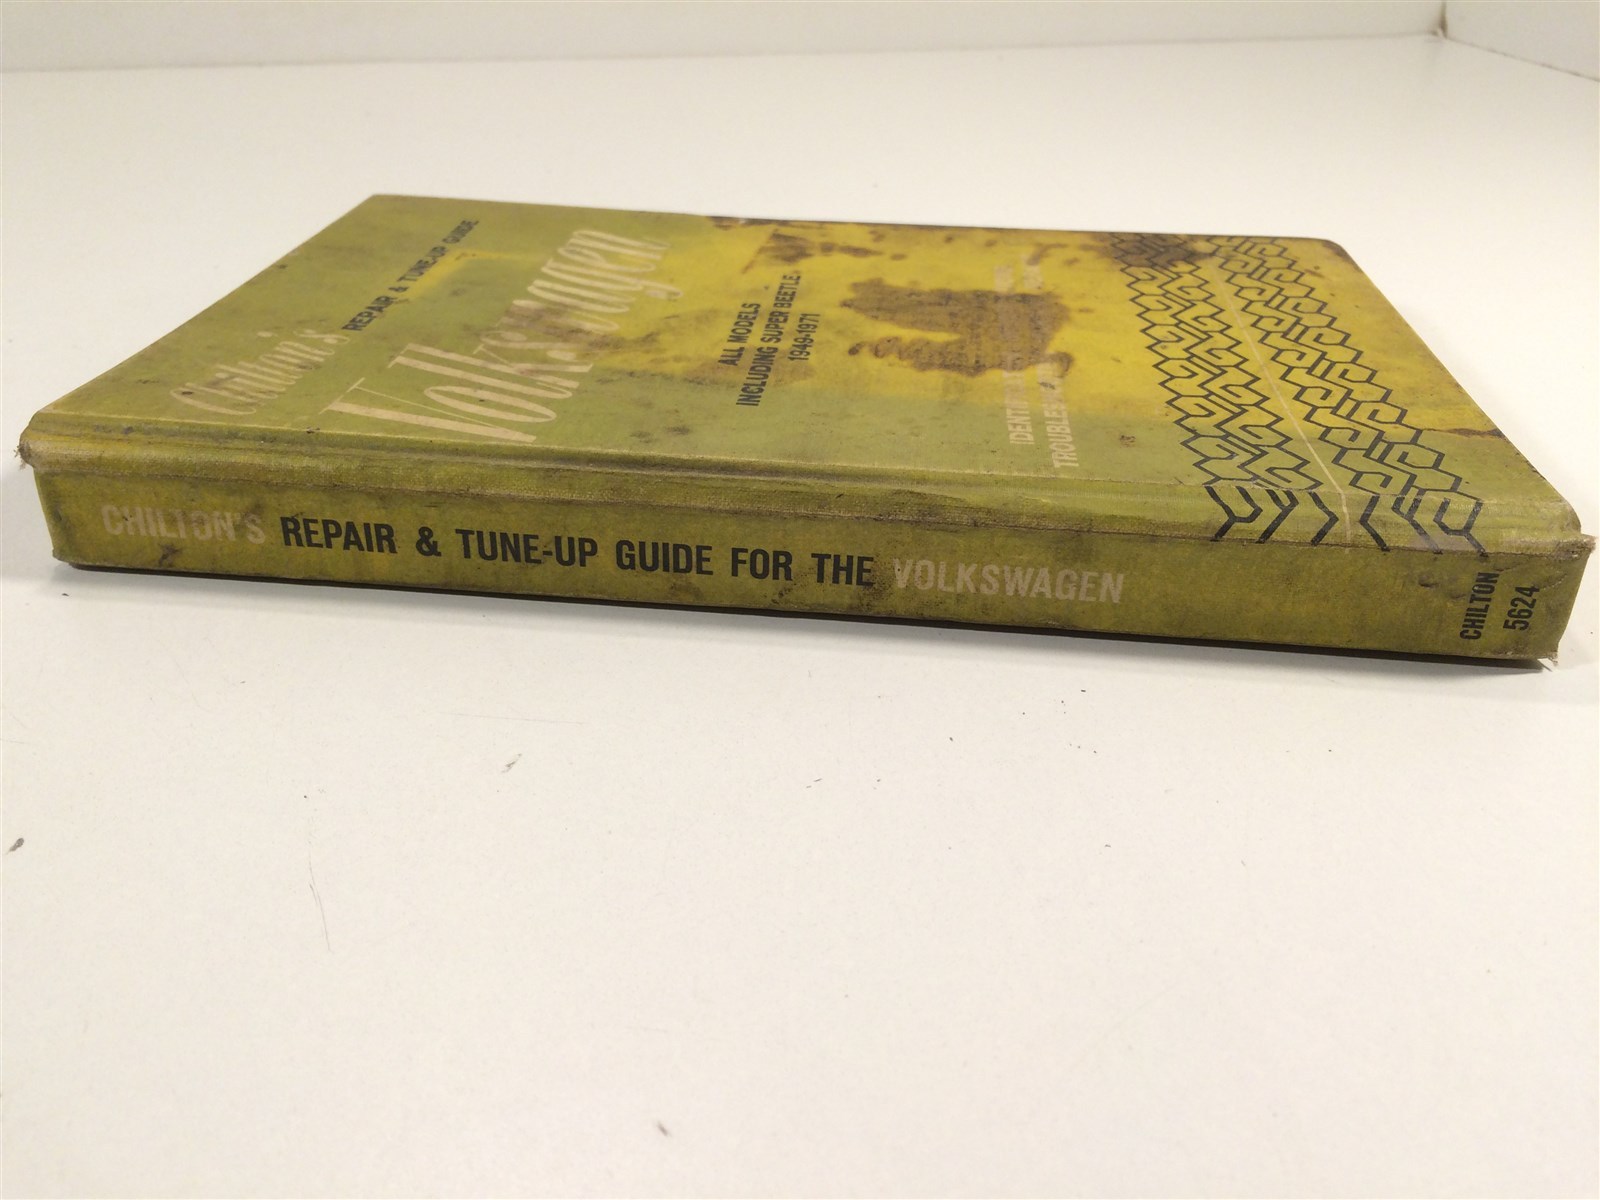 Chilton's
REPAIR & TUNE-UP GUIDE
Volkswagen
ALL MODELS
INCLUDING SUPER BEETLE
1949-1971
CHILTON'S REPAIR & TUNE-UP GUIDE FOR THE VOLKSWAGEN
CHILTON
5624